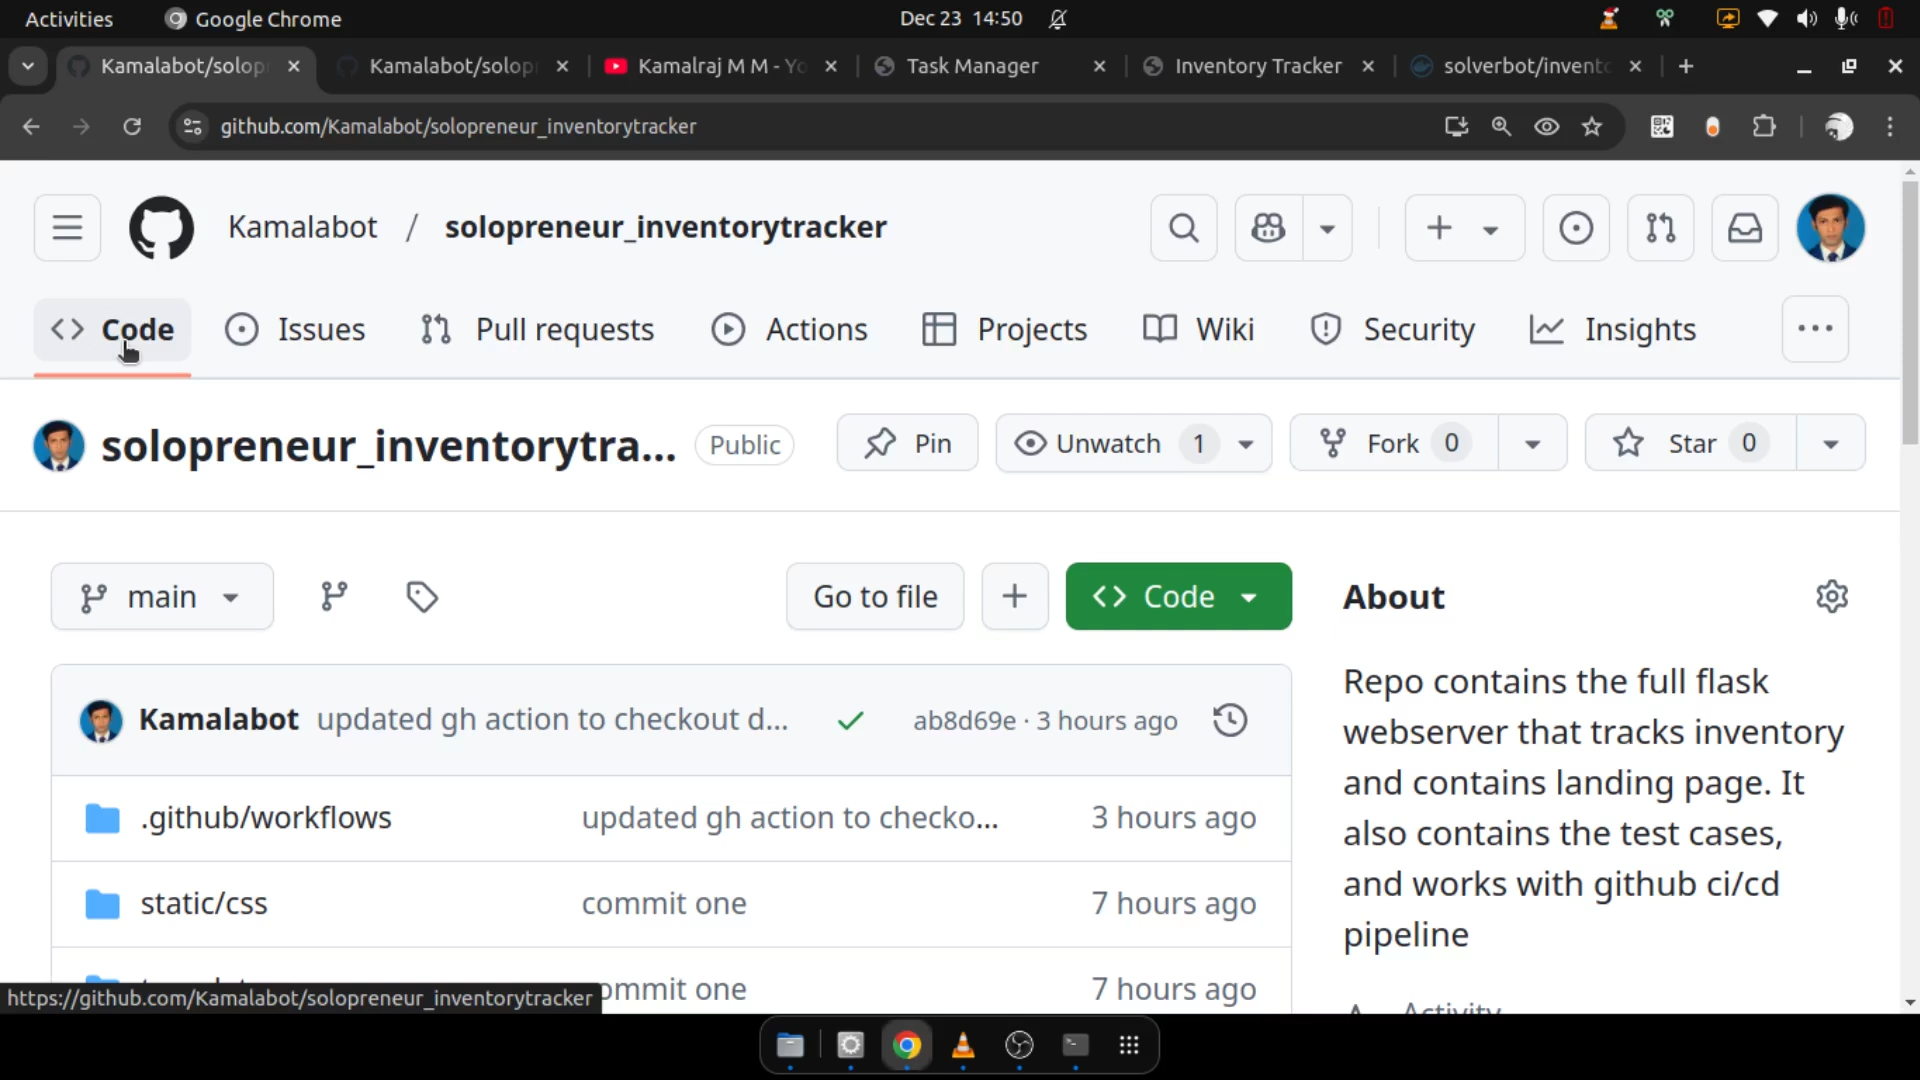 Activities Google Chrome Dec 23 14:50
Kamalabot/solop Kamalabot/solop Kamalraj M M - Yo Task Manager Inventory Tracker solverbot/invento
github.com/Kamalabot/solopreneur_inventorytracker
Kamalabot / solopreneur_inventorytracker
Code Issues Pull requests Actions Projects Wiki Security Insights
solopreneur_inventorytra... Public Pin Unwatch 1 Fork 0 Star 0
main Go to file Code
Kamalabot updated gh action to checkout d... ab8d69e · 3 hours ago
.github/workflows updated gh action to checko... 3 hours ago
static/css commit one 7 hours ago
commit one 7 hours ago
About
Repo contains the full flask
webserver that tracks inventory
and contains landing page. It
also contains the test cases,
and works with github ci/cd
pipeline
Activity
https://github.com/Kamalabot/solopreneur_inventorytracker